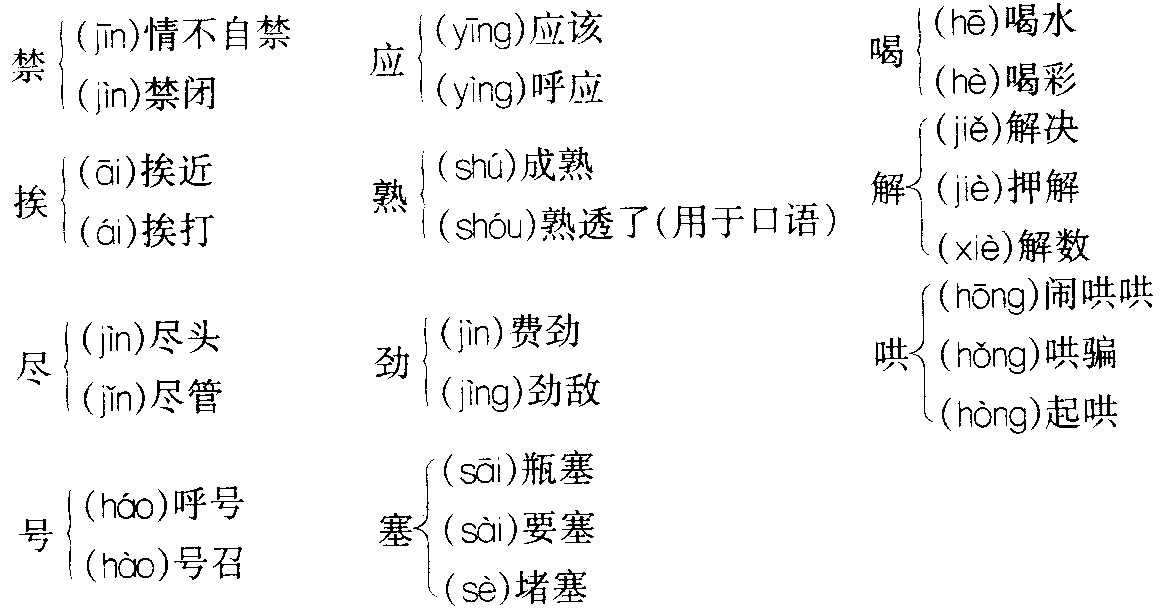 禁
(jīn)情不自禁
(jìn)禁闭
应
(yīng)应该
(yìng)呼应
喝
(hē)喝水
(hè)喝彩
挨
(āi)挨近
(ái)挨打
熟
(shú)成熟
(shóu)熟透了(用于口语)
解
(jiě)解决
(jiè)押解
(xiè)解数
尽
(jìn)尽头
(jǐn)尽管
劲
(jìn)费劲
(jìng)劲敌
哄
(hōng)闹哄哄
(hǒng)哄骗
(hòng)起哄
号
(háo)呼号
(hào)号召
塞
(sāi)瓶塞
(sài)要塞
(sè)堵塞